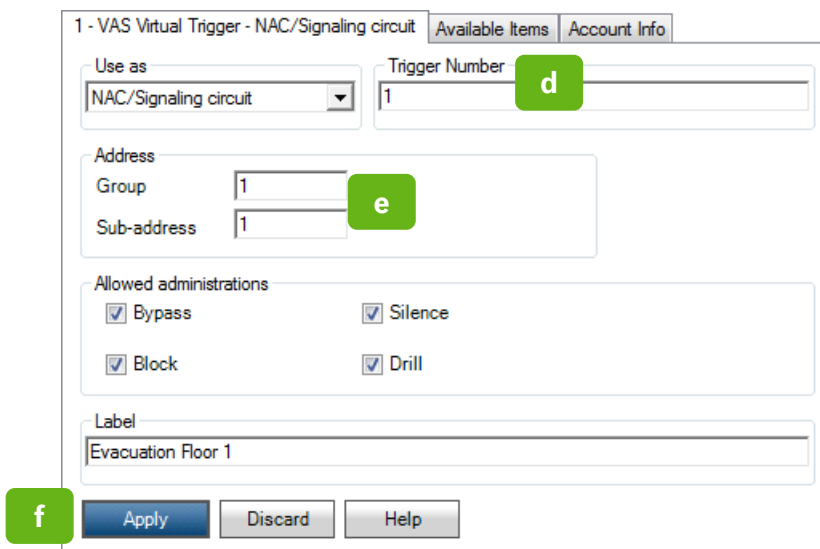 1 - VAS Virtual Trigger - NAC/Signaling circuit Available Items Account Info
Use as Trigger Number
NAC/Signaling circuit 1 d
Address
Group 1
e
Sub-address 1
Allowed administrations
Bypass Silence
Block Drill
Label
Evacuation Floor 1
f Apply Discard Help